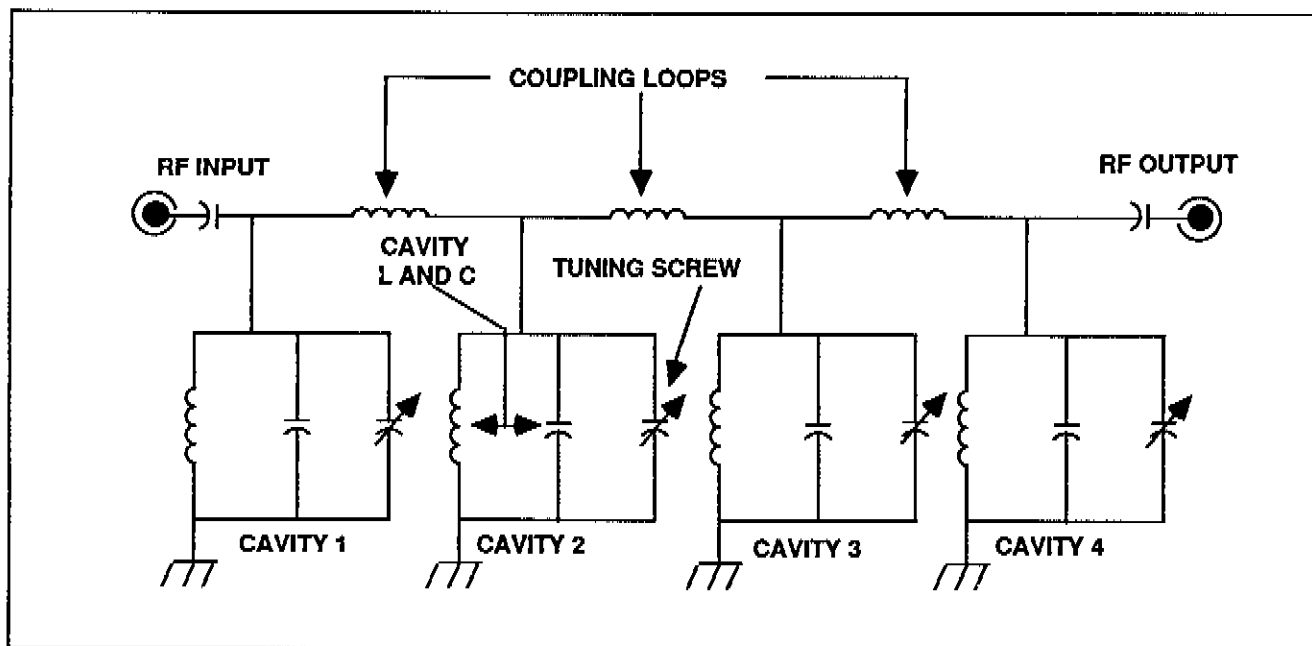 COUPLING LOOPS
RF INPUT
RF OUTPUT
CAVITY
L AND C
TUNING SCREW
CAVITY 1
CAVITY 2
CAVITY 3
CAVITY 4